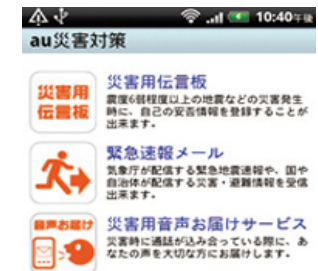 10:40午前
au災害対策
災害用
伝言板
災害用伝言板
震度6弱程度以上の地震などの災害発生
時に、自己の安否情報を登録することが
出来ます。
緊急速報メール
気象庁が配信する緊急地震速報や、国や
自治体が配信する災害・避難情報を受信
出来ます。
音声お届け
災害用音声お届けサービス
災害時に通話が込み合っている際に、あ
なたの声を大切な方にお届けします。